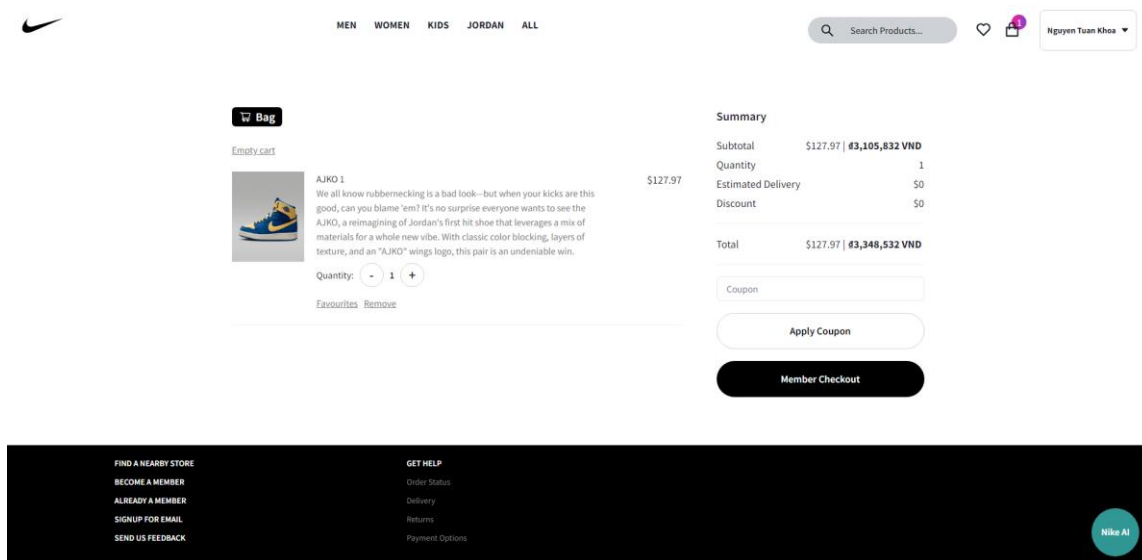 MEN WOMEN KIDS JORDAN ALL
Search Products...
1
Nguyen Tuan Khoa
Bag
Empty cart
AJKO 1
$127.97
We all know rubbernecking is a bad look—but when your kicks are this
good, can you blame 'em? It's no surprise everyone wants to see the
AJKO, a reimagining of Jordan's first hit shoe that leverages a mix of
materials for a whole new vibe. With classic color blocking, layers of
texture, and an "AJKO" wings logo, this pair is an undeniable win.
Quantity: - 1 +
Favourites Remove
Summary
Subtotal $127.97 | ₫3,105,832 VND
Quantity 1
Estimated Delivery $0
Discount $0
Total $127.97 | ₫3,348,532 VND
Coupon
Apply Coupon
Member Checkout
FIND A NEARBY STORE
BECOME A MEMBER
ALREADY A MEMBER
SIGNUP FOR EMAIL
SEND US FEEDBACK
GET HELP
Order Status
Delivery
Returns
Payment Options
Nike AI